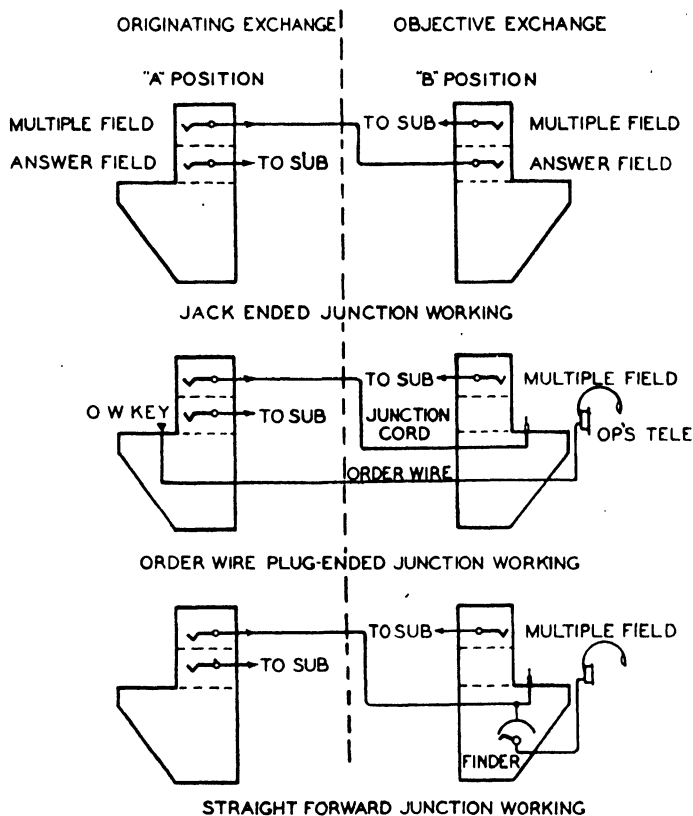 ORIGINATING EXCHANGE
OBJECTIVE EXCHANGE
"A" POSITION
"B" POSITION
MULTIPLE FIELD
TO SUB
MULTIPLE FIELD
ANSWER FIELD
TO SUB
ANSWER FIELD
JACK ENDED JUNCTION WORKING
TO SUB
MULTIPLE FIELD
O W KEY
TO SUB
JUNCTION
CORD
OP'S TELE
ORDER WIRE
ORDER WIRE PLUG-ENDED JUNCTION WORKING
TO SUB
MULTIPLE FIELD
TO SUB
FINDER
STRAIGHT FORWARD JUNCTION WORKING